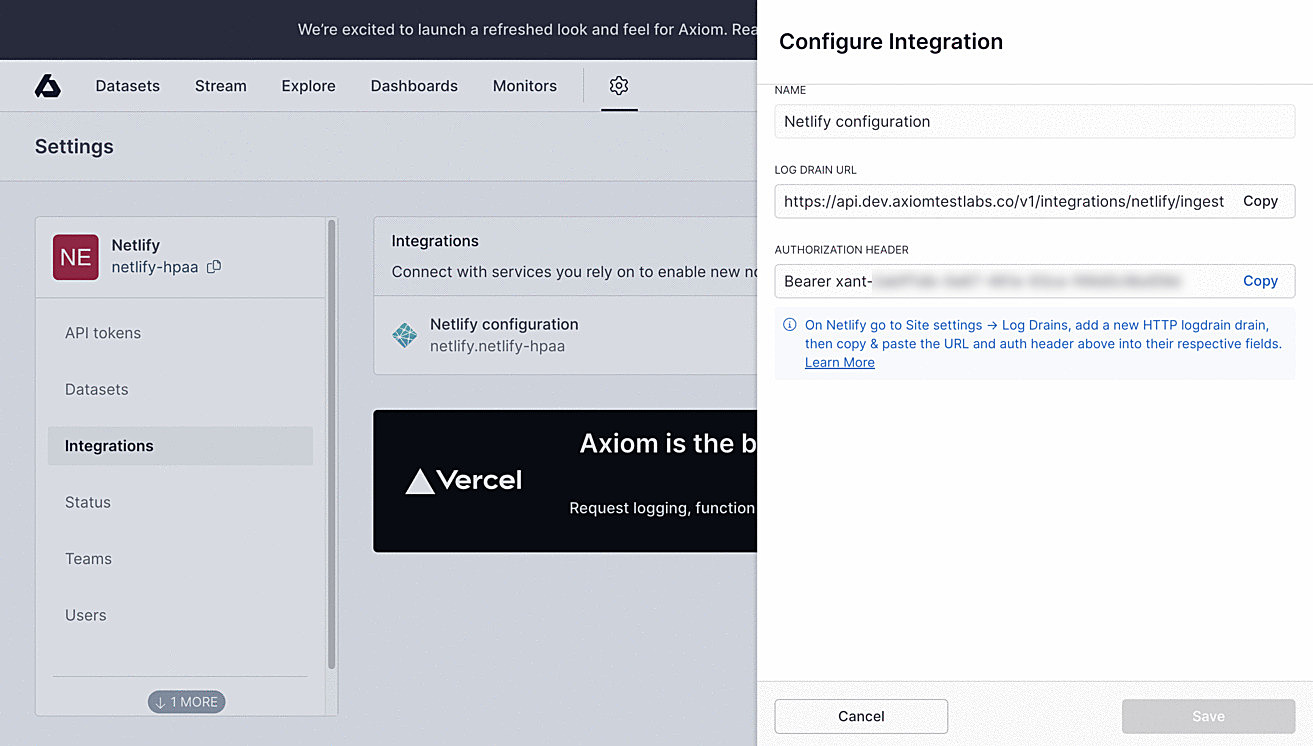 We're excited to launch a refreshed look and feel for Axiom. Rea
Datasets
Stream
Explore
Dashboards
Monitors
Settings
NE
Netlify
netlify-hpaa
API tokens
Datasets
Integrations
Status
Teams
Users
↓ 1 MORE
Integrations
Connect with services you rely on to enable new no
Netlify configuration
netlify.netlify-hpaa
Vercel
Axiom is the b
Request logging, function
Configure Integration
NAME
Netlify configuration
LOG DRAIN URL
https://api.dev.axiomtestlabs.co/v1/integrations/netlify/ingest
Copy
AUTHORIZATION HEADER
Bearer xant-
Copy
On Netlify go to Site settings → Log Drains, add a new HTTP logdrain drain,
then copy & paste the URL and auth header above into their respective fields.
Learn More
Cancel
Save